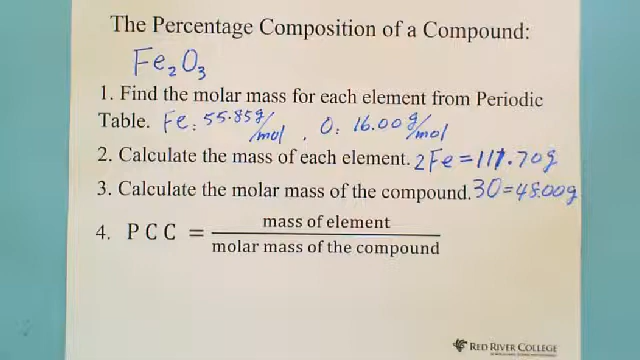 The Percentage Composition of a Compound:
Fe₂O₃
1. Find the molar mass for each element from Periodic
Table. Fe: 55.85g/mol , O: 16.00g/mol
2. Calculate the mass of each element. 2Fe=111.70g
3. Calculate the molar mass of the compound. 3O=48.00g
4. P C C = mass of element
molar mass of the compound
RED RIVER COLLEGE